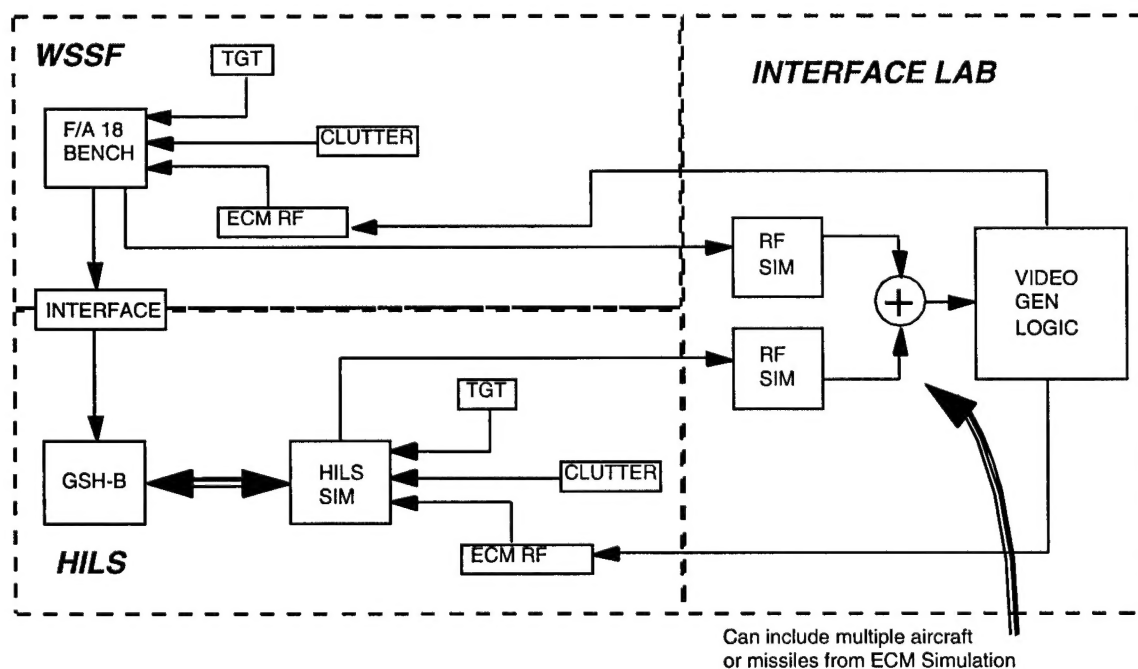 WSSF
TGT
F/A 18
BENCH
CLUTTER
ECM RF
INTERFACE
INTERFACE LAB
RF
SIM
+
VIDEO
GEN
LOGIC
RF
SIM
TGT
GSH-B
HILS
SIM
CLUTTER
ECM RF
HILS
Can include multiple aircraft
or missiles from ECM Simulation